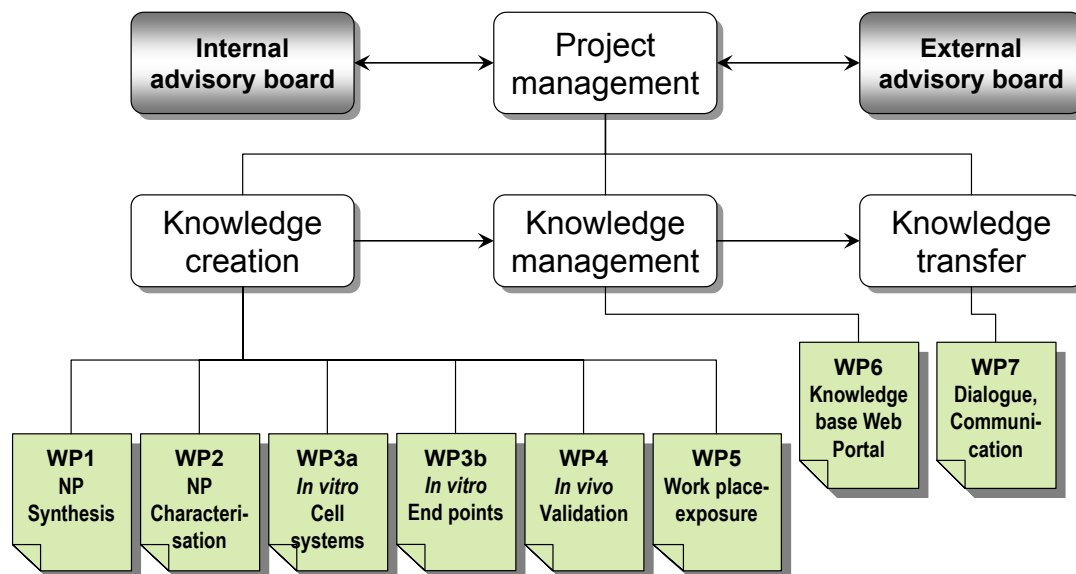 Internal
advisory board
Project
management
External
advisory board
Knowledge
creation
Knowledge
management
Knowledge
transfer
WP6
Knowledge
base Web
Portal
WP7
Dialogue,
Communi-
cation
WP1
NP
Synthesis
WP2
NP
Characteri-
sation
WP3a
In vitro
Cell
systems
WP3b
In vitro
End points
WP4
In vivo
Validation
WP5
Work place-
exposure